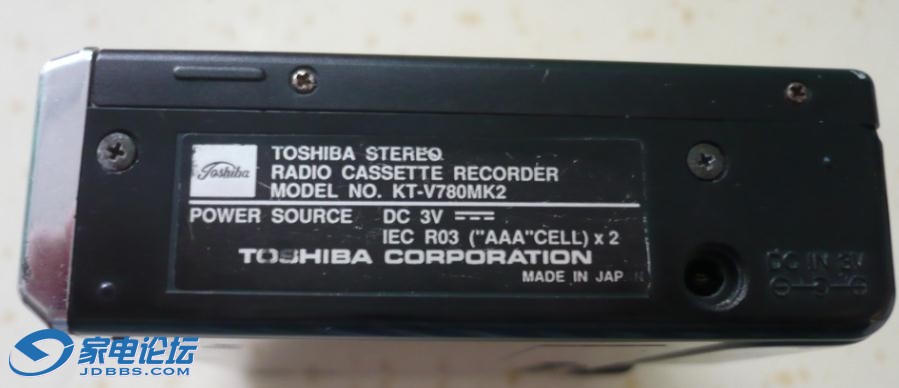 Toshiba
TOSHIBA STEREO
RADIO CASSETTE RECORDER
MODEL NO. KT-V780MK2
POWER SOURCE DC 3V
IEC R03 ("AAA"CELL) x 2
TOSHIBA CORPORATION
MADE IN JAPAN
DC IN 3V
家电论坛
JDBBS.COM